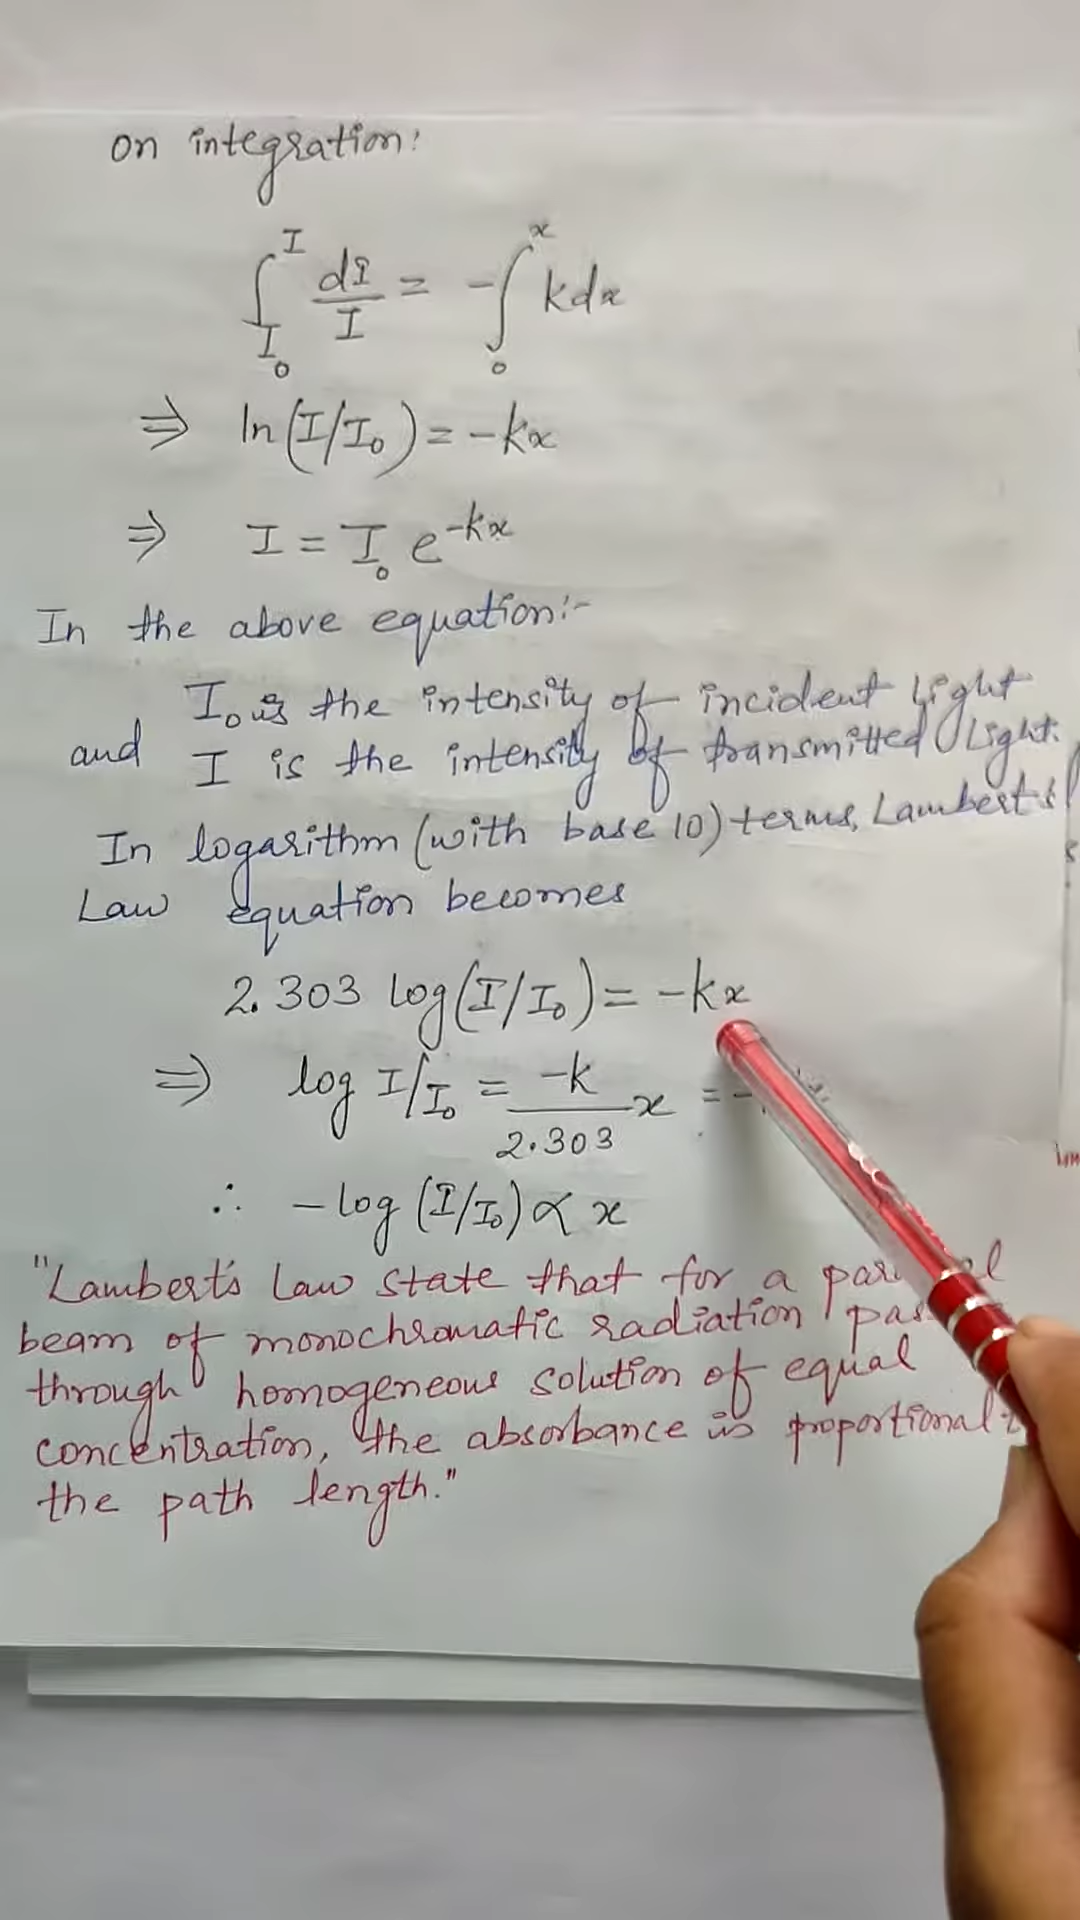 on integration:
∫_{I₀}^{I} dI/I = -∫_{0}^{x} kdx
⇒ ln(I/I₀) = -kx
⇒ I = I₀ e^{-kx}
In the above equation:-
I₀ is the intensity of incident light
and I is the intensity of transmitted light.
In logarithm (with base 10) terms, Lambert's
Law equation becomes
2.303 log(I/I₀) = -kx
⇒ log I/I₀ = -k/2.303 x = -
∴ -log (I/I₀) ∝ x
"Lambert's Law state that for a
beam of monochromatic radiation
through homogeneous solution of equal
concentration, the absorbance is proportional
the path length."